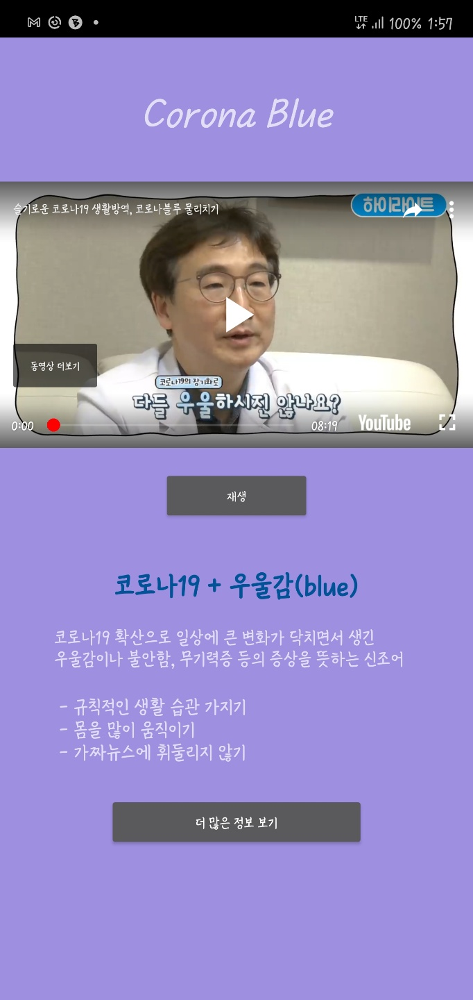 LTE 100% 1:57
Corona Blue
슬기로운 코로나19 생활방역, 코로나블루 물리치기
하이라이트
동영상 더보기
코로나19의 장기화로
다들 우울하시진 않나요?
0:00 08:19 YouTube
재생
코로나19 + 우울감(blue)
코로나19 확산으로 일상에 큰 변화가 닥치면서 생긴
우울감이나 불안함, 무기력증 등의 증상을 뜻하는 신조어
- 규칙적인 생활 습관 가지기
- 몸을 많이 움직이기
- 가짜뉴스에 휘둘리지 않기
더 많은 정보 보기